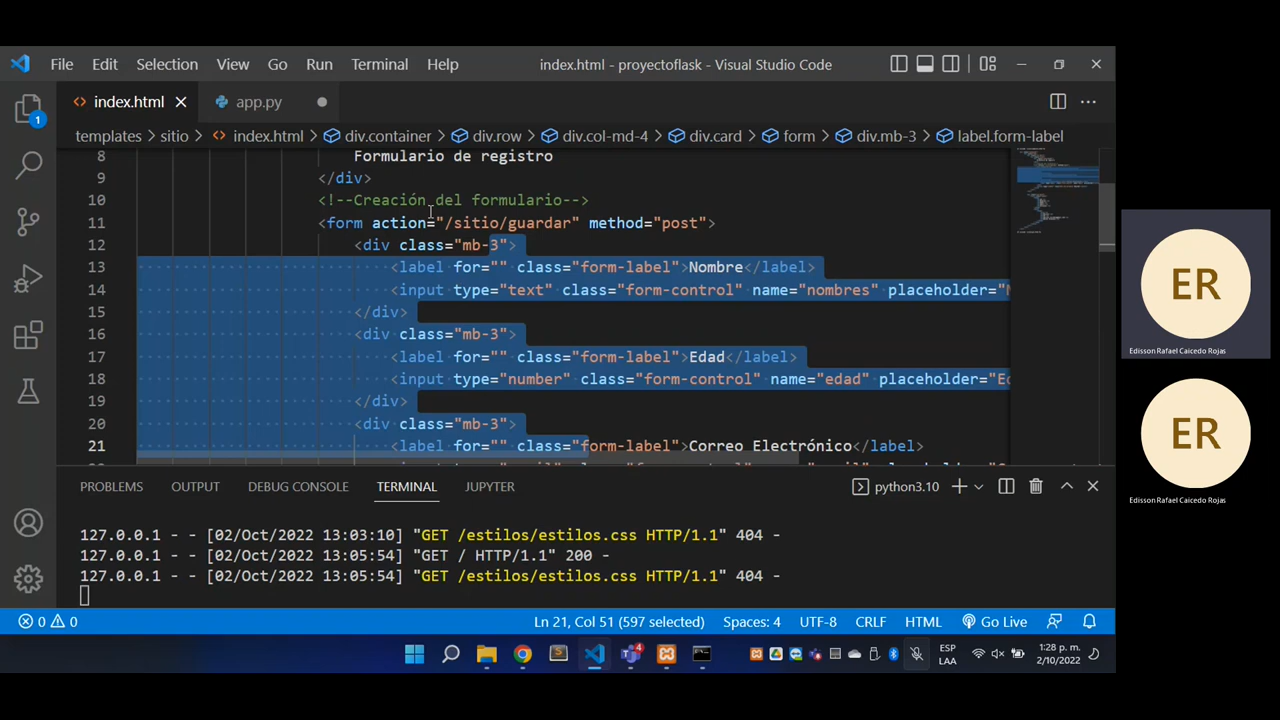 File Edit Selection View Go Run Terminal Help index.html - proyectoflask - Visual Studio Code
index.html app.py
1
templates > sitio > index.html > div.container > div.row > div.col-md-4 > div.card > form > div.mb-3 > label.form-label
8 Formulario de registro
9 </div>
10 <!--Creación del formulario-->
11 <form action="/sitio/guardar" method="post">
12 <div class="mb-3">
13 <label for="" class="form-label">Nombre</label>
14 <input type="text" class="form-control" name="nombres" placeholder="N
15 </div>
16 <div class="mb-3">
17 <label for="" class="form-label">Edad</label>
18 <input type="number" class="form-control" name="edad" placeholder="Ed
19 </div>
20 <div class="mb-3">
21 <label for="" class="form-label">Correo Electrónico</label>
PROBLEMS OUTPUT DEBUG CONSOLE TERMINAL JUPYTER python3.10
127.0.0.1 - - [02/Oct/2022 13:03:10] "GET /estilos/estilos.css HTTP/1.1" 404 -
127.0.0.1 - - [02/Oct/2022 13:05:54] "GET / HTTP/1.1" 200 -
127.0.0.1 - - [02/Oct/2022 13:05:54] "GET /estilos/estilos.css HTTP/1.1" 404 -
0 0 Ln 21, Col 51 (597 selected) Spaces: 4 UTF-8 CRLF HTML Go Live
ESP
LAA
1:28 p. m.
2/10/2022
ER
Edisson Rafael Caicedo Rojas
ER
Edisson Rafael Caicedo Rojas